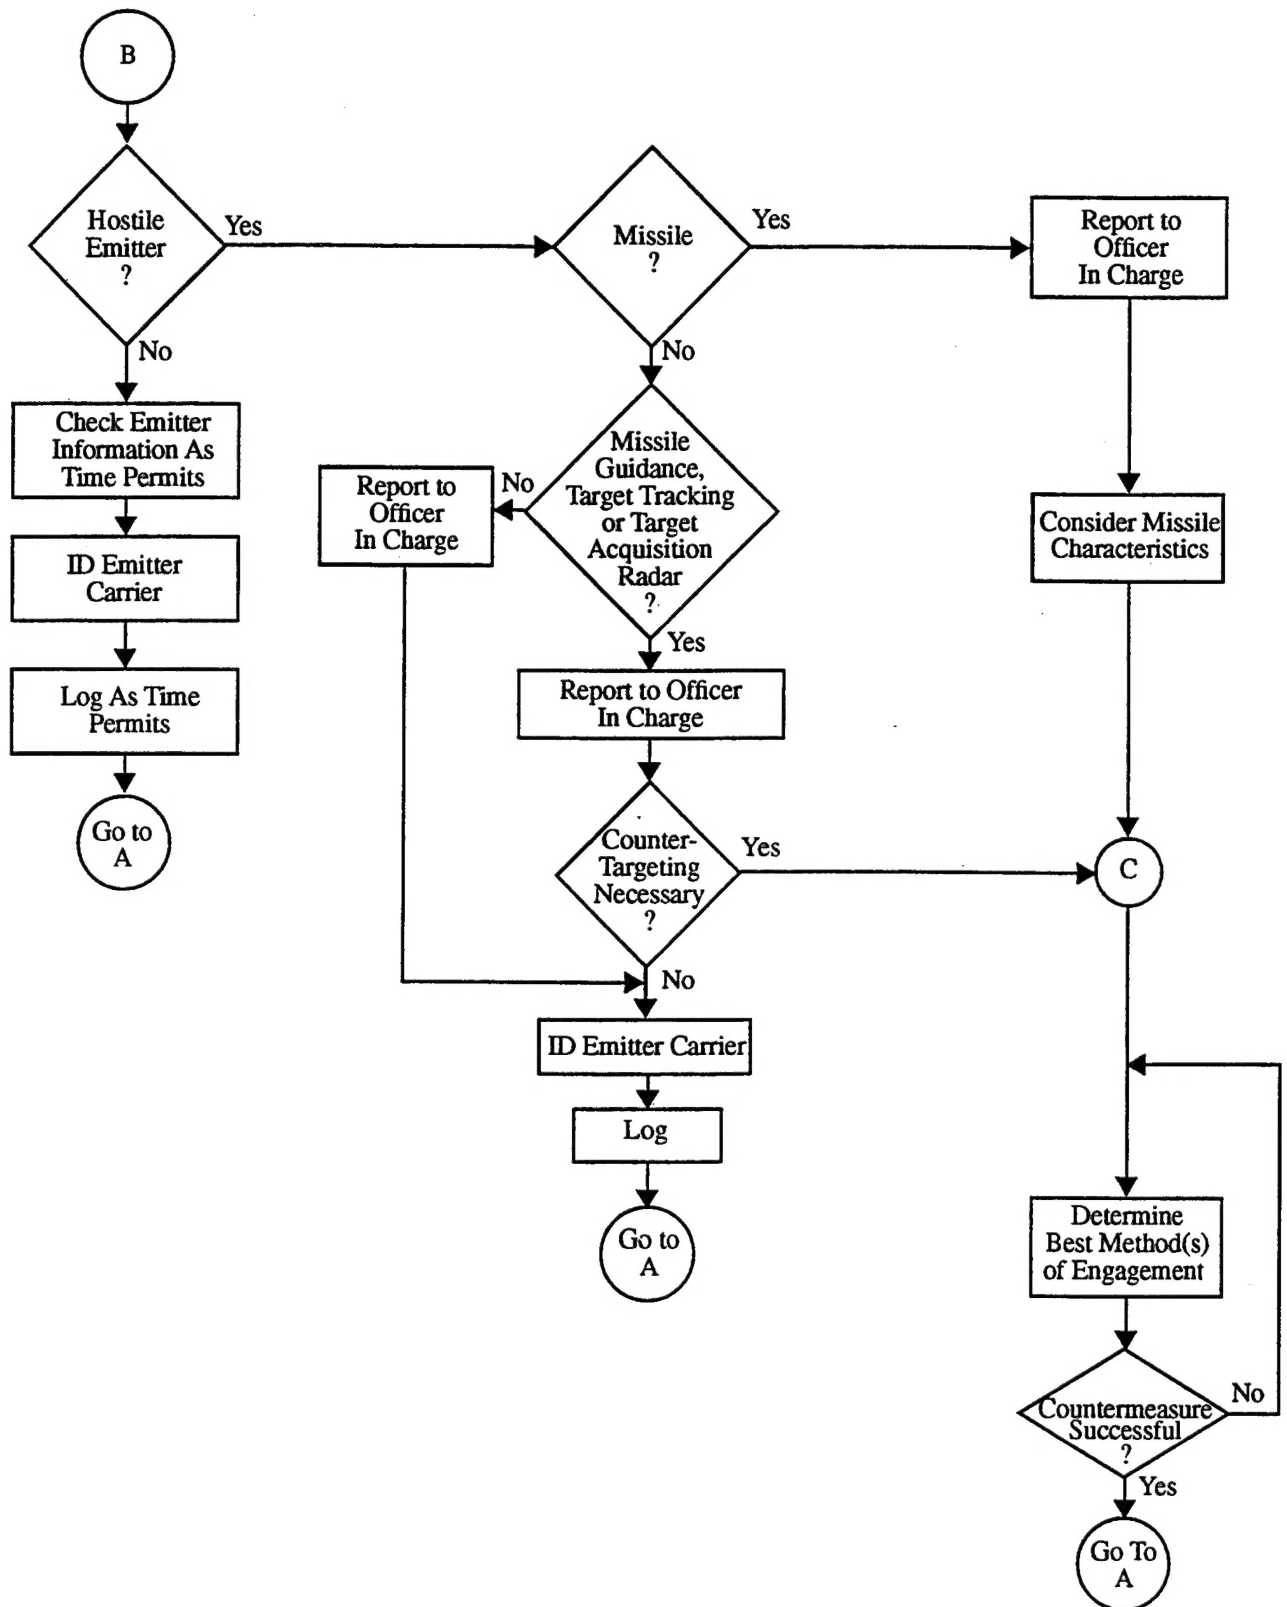 B
Hostile
Emitter
?
Yes
No
Missile
?
Yes
No
Report to
Officer
In Charge
Check Emitter
Information As
Time Permits
ID Emitter
Carrier
Log As Time
Permits
Go to
A
Report to
Officer
In Charge
No
Missile
Guidance,
Target Tracking
or Target
Acquisition
Radar
?
Yes
Consider Missile
Characteristics
Report to Officer
In Charge
Counter-
Targeting
Necessary
?
Yes
No
C
ID Emitter Carrier
Log
Go to
A
Determine
Best Method(s)
of Engagement
Countermeasure
Successful
?
No
Yes
Go To
A